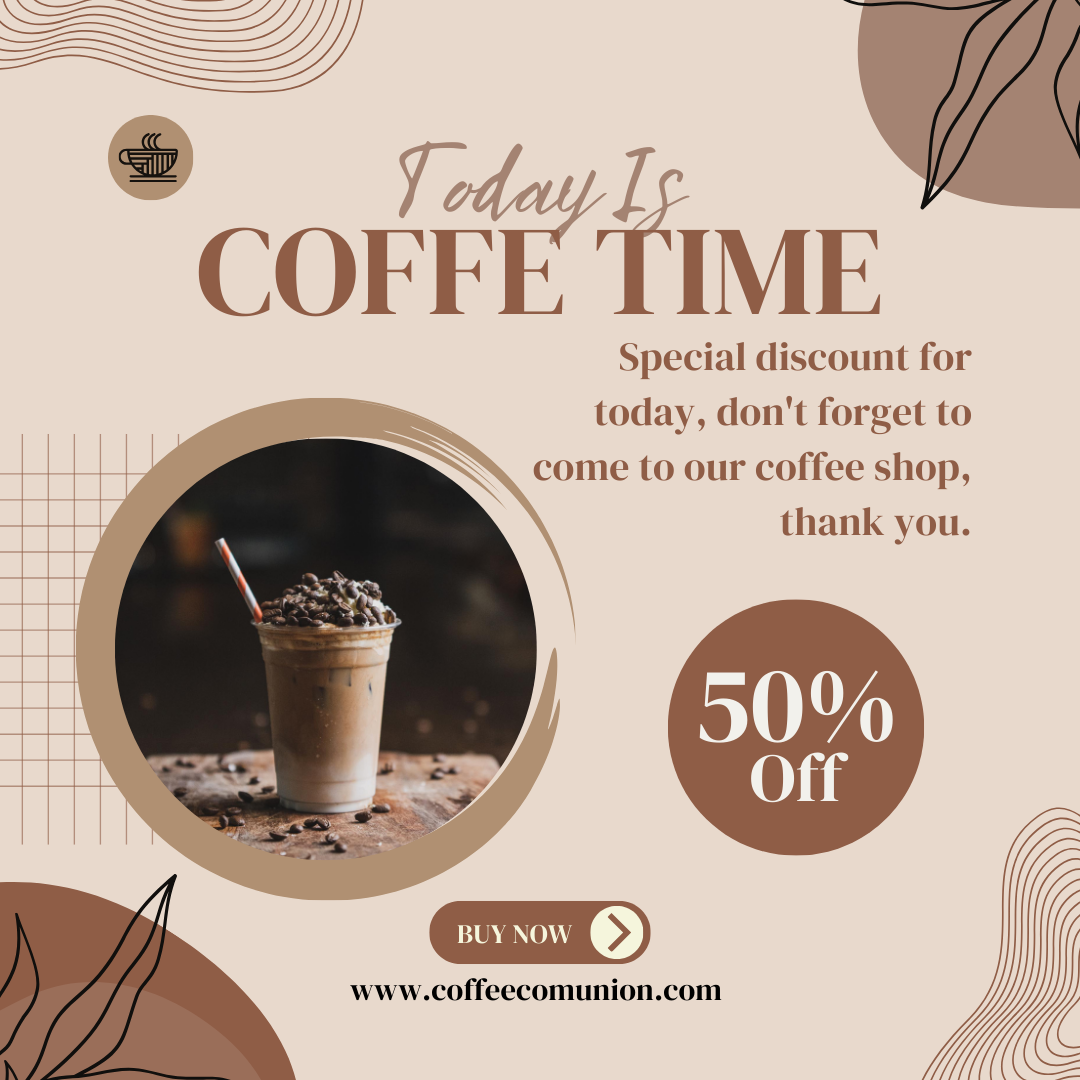 Today Is
COFFE TIME
Special discount for
today, don't forget to
come to our coffee shop,
thank you.
50%
Off
BUY NOW
www.coffeecomunion.com